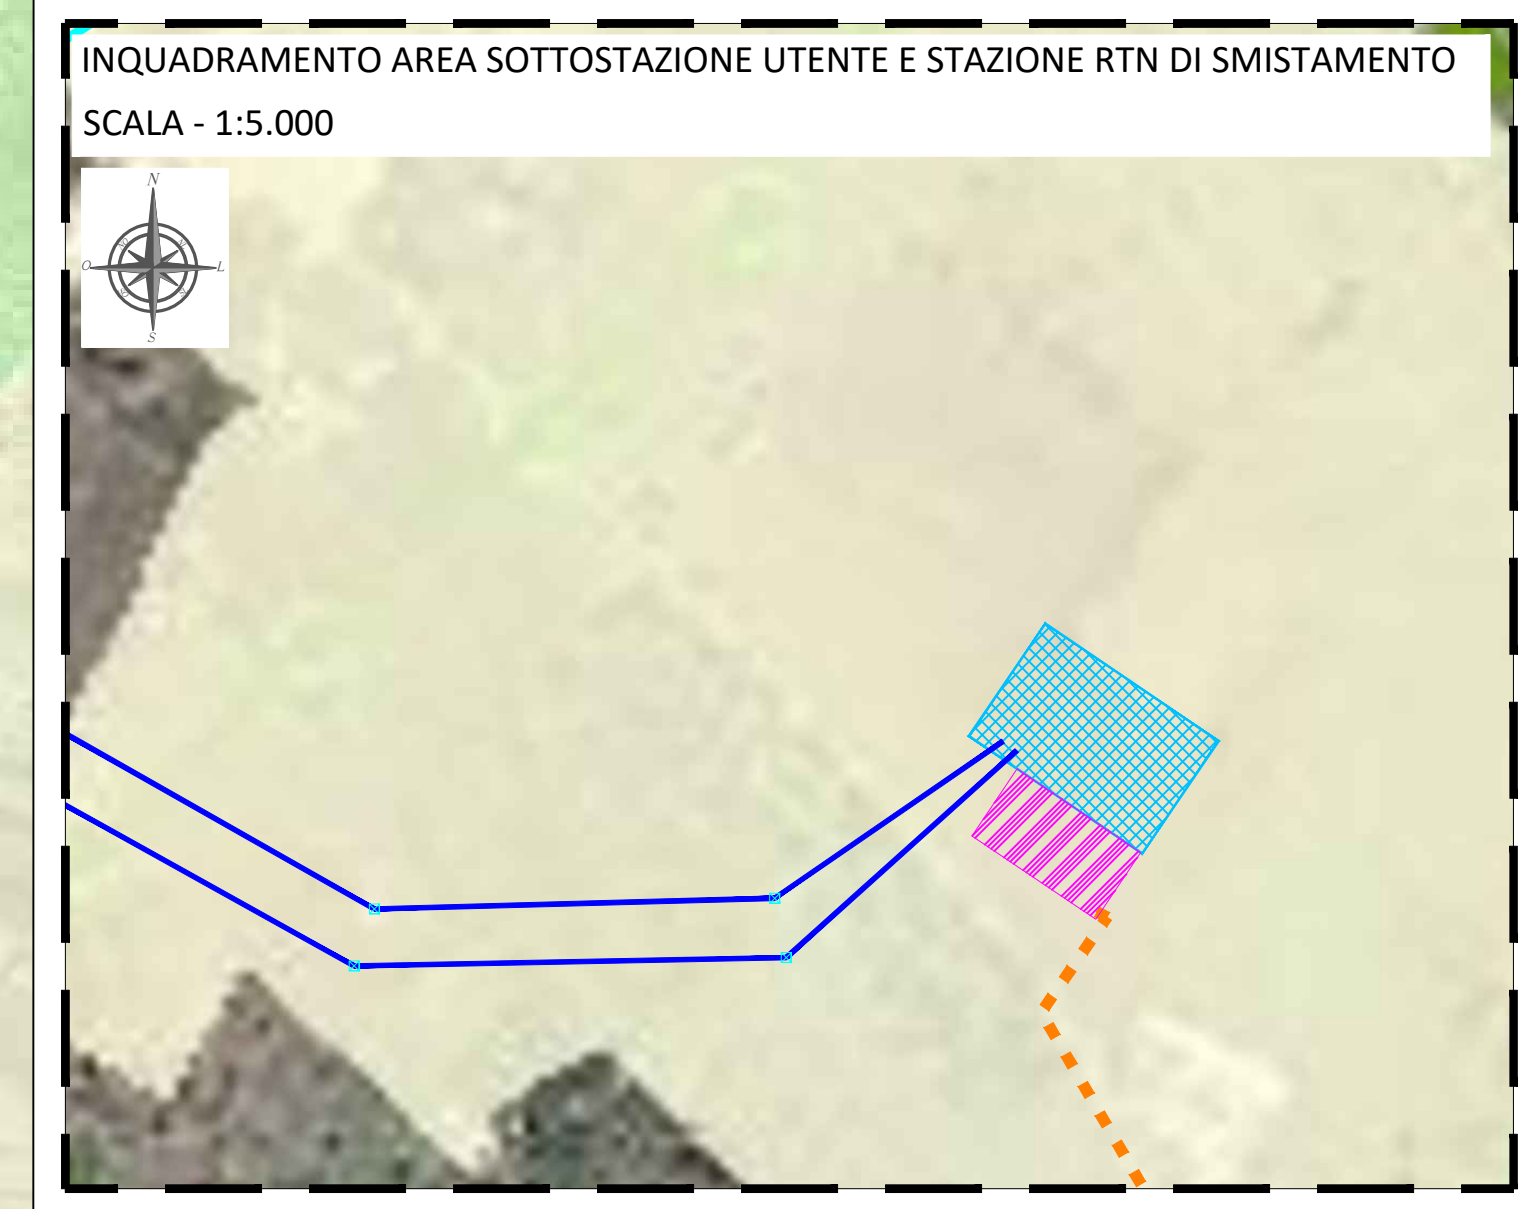 INQUADRAMENTO AREA SOTTOSTAZIONE UTENTE E STAZIONE RTN DI SMISTAMENTO
SCALA - 1:5.000
N
O
L
S